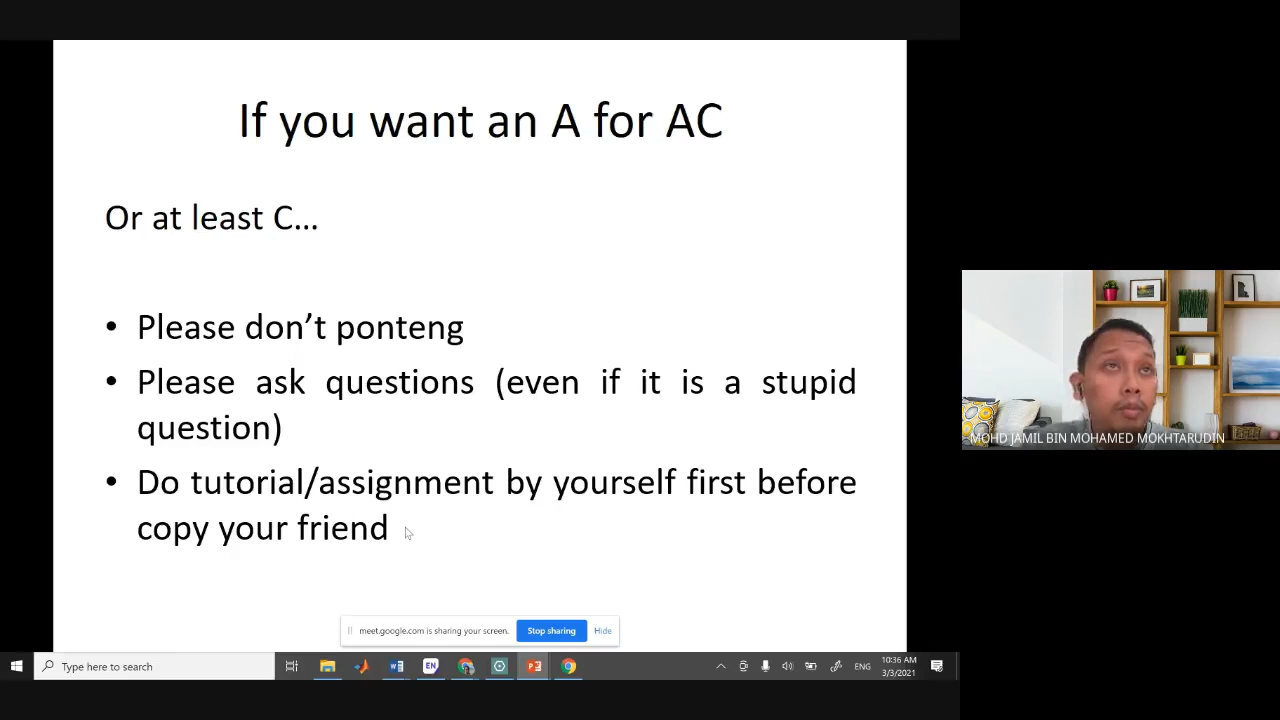 If you want an A for AC
Or at least C...
• Please don’t ponteng
• Please ask questions (even if it is a stupid
question)
• Do tutorial/assignment by yourself first before
copy your friend
MOHD JAMIL BIN MOHAMED MOKHTARUDIN
meet.google.com is sharing your screen.
Stop sharing
Hide
Type here to search
EN
ENG
10:36 AM
3/3/2021